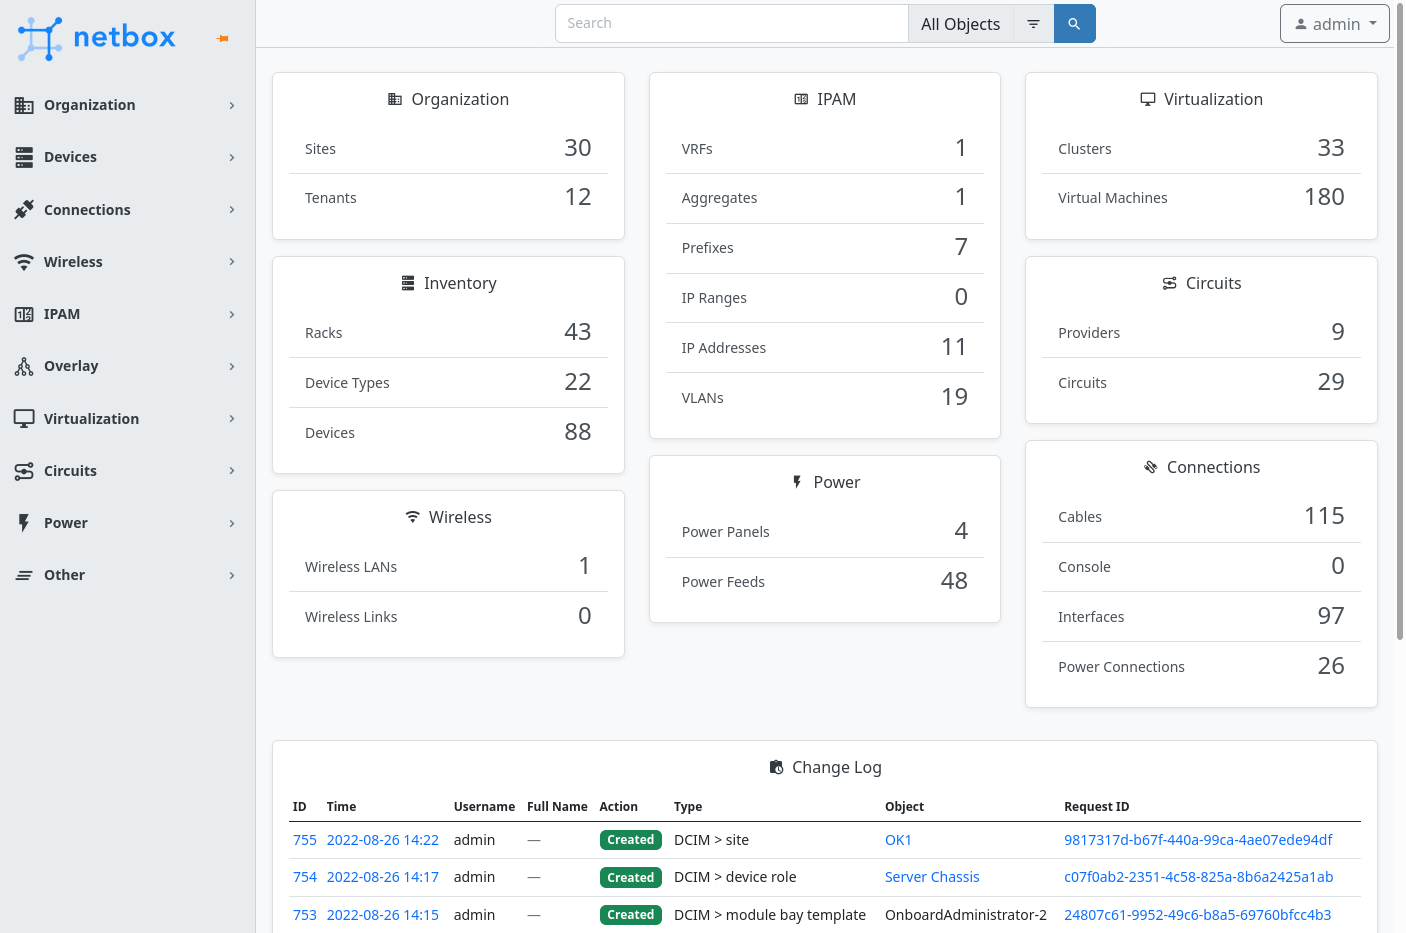 netbox
Search
All Objects
admin
Organization
Devices
Connections
Wireless
IPAM
Overlay
Virtualization
Circuits
Power
Other
Organization
Sites 30
Tenants 12
Inventory
Racks 43
Device Types 22
Devices 88
Wireless
Wireless LANs 1
Wireless Links 0
IPAM
VRFs 1
Aggregates 1
Prefixes 7
IP Ranges 0
IP Addresses 11
VLANs 19
Power
Power Panels 4
Power Feeds 48
Virtualization
Clusters 33
Virtual Machines 180
Circuits
Providers 9
Circuits 29
Connections
Cables 115
Console 0
Interfaces 97
Power Connections 26
Change Log
ID Time Username Full Name Action Type Object Request ID
755 2022-08-26 14:22 admin — Created DCIM > site OK1 9817317d-b67f-440a-99ca-4ae07ede94df
754 2022-08-26 14:17 admin — Created DCIM > device role Server Chassis c07f0ab2-2351-4c58-825a-8b6a2425a1ab
753 2022-08-26 14:15 admin — Created DCIM > module bay template OnboardAdministrator-2 24807c61-9952-49c6-b8a5-69760bfcc4b3